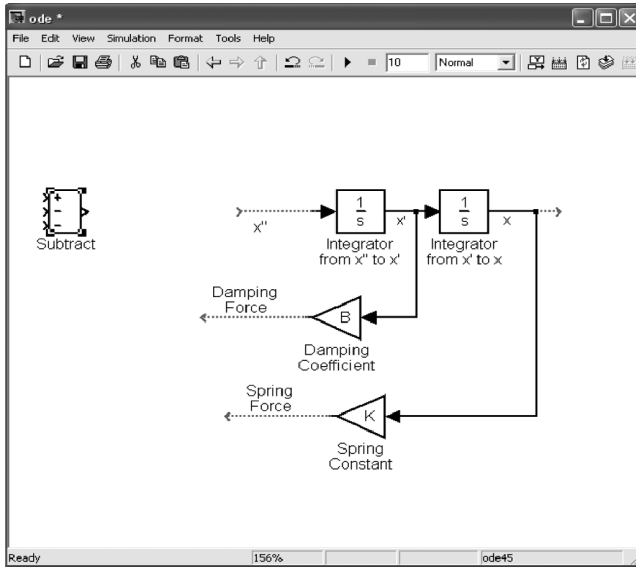 ode *
File Edit View Simulation Format Tools Help
10 Normal
+
−
−
Subtract
x''
1
s
x'
1
s
x
Integrator
from x'' to x'
Integrator
from x' to x
Damping
Force
B
Damping
Coefficient
Spring
Force
K
Spring
Constant
Ready 156% ode45